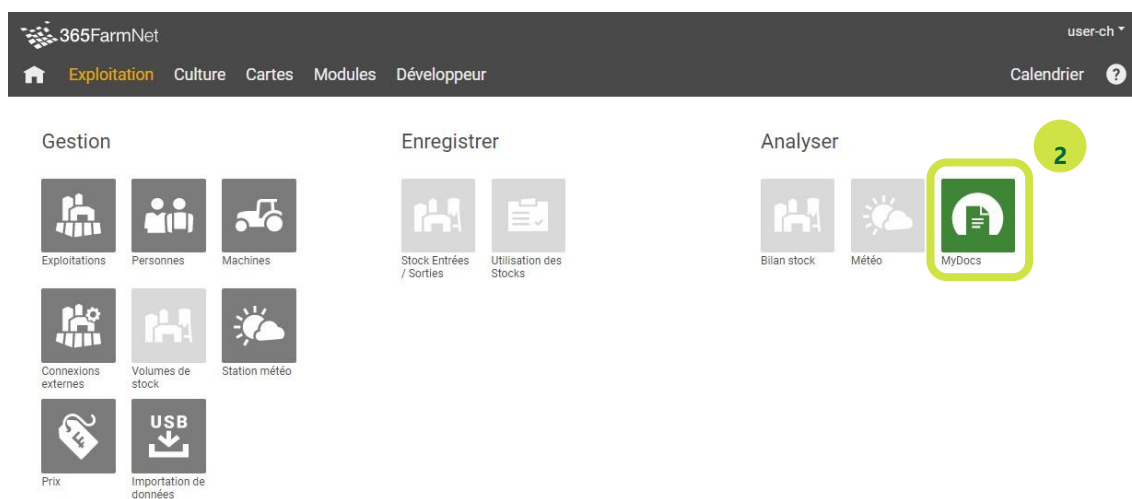 365FarmNet
user-ch
Exploitation Culture Cartes Modules Développeur
Calendrier ?
Gestion
Exploitations
Personnes
Machines
Connexions
externes
Volumes de
stock
Station météo
Prix
USB
Importation de
données
Enregistrer
Stock Entrées
/ Sorties
Utilisation des
Stocks
Analyser
2
Bilan stock
Météo
MyDocs